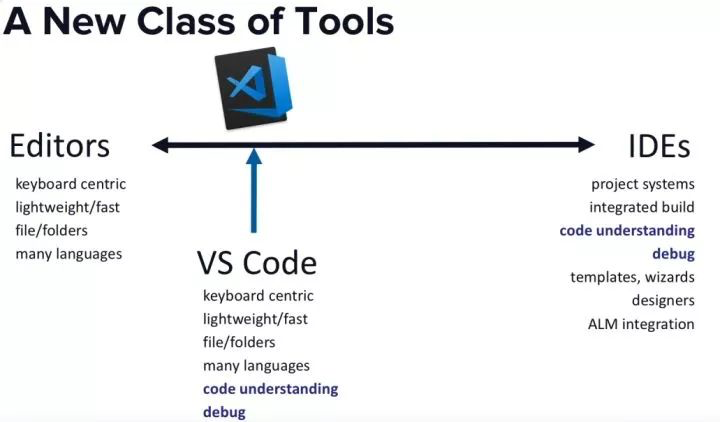 A New Class of Tools
Editors
keyboard centric
lightweight/fast
file/folders
many languages
VS Code
keyboard centric
lightweight/fast
file/folders
many languages
code understanding
debug
IDEs
project systems
integrated build
code understanding
debug
templates, wizards
designers
ALM integration